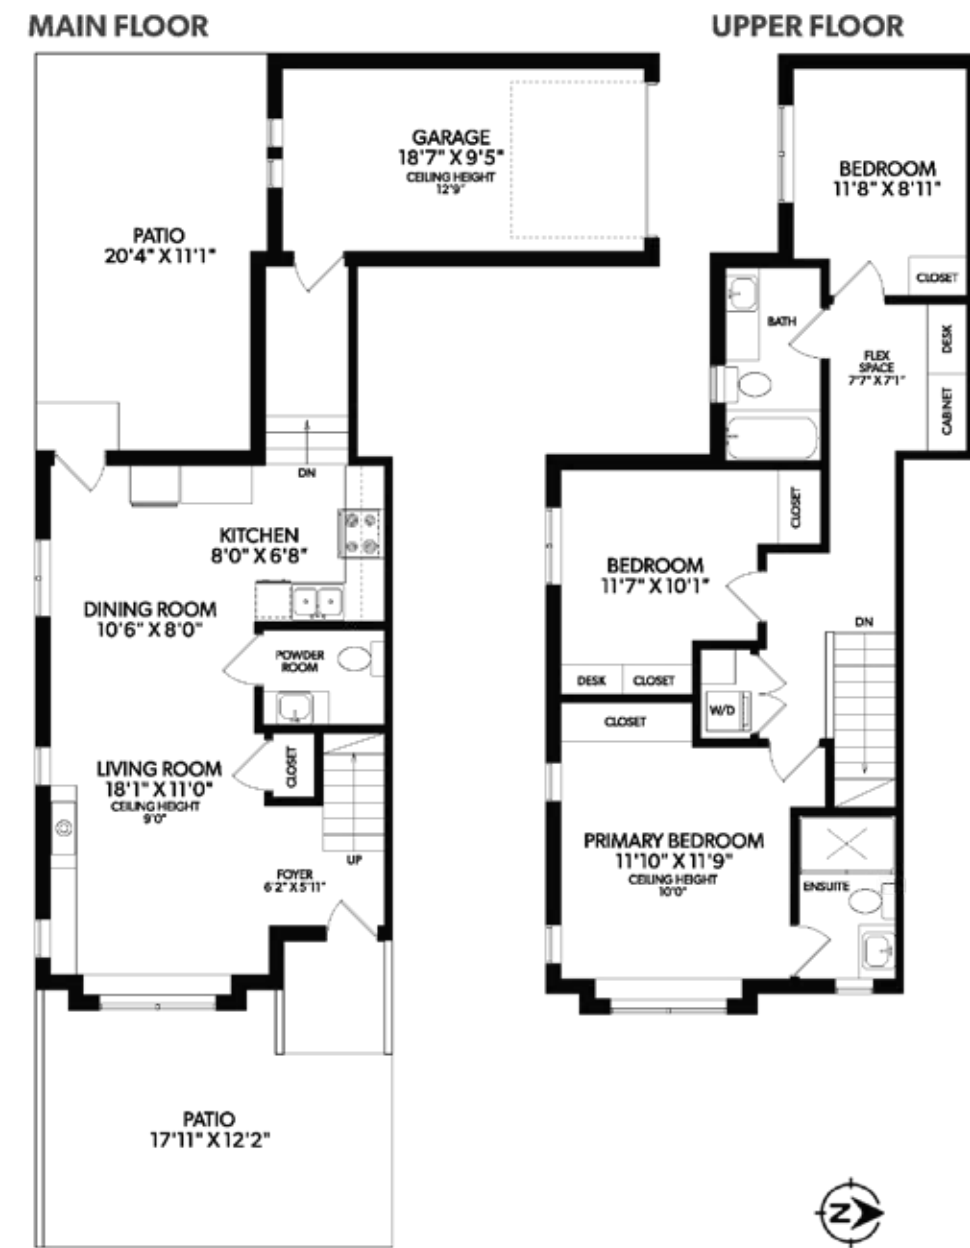 MAIN FLOOR
GARAGE
18'7" X 9'5"
CEILING HEIGHT
12'9"
PATIO
20'4" X 11'1"
DN
KITCHEN
8'0" X 6'8"
DINING ROOM
10'6" X 8'0"
POWDER
ROOM
LIVING ROOM
18'1" X 11'0"
CEILING HEIGHT
9'0"
CLOSET
UP
FOYER
6'2" X 5'11"
PATIO
17'11" X 12'2"
UPPER FLOOR
BEDROOM
11'8" X 8'11"
CLOSET
BATH
FLEX
SPACE
7'7" X 7'1"
DESK
CABINET
CLOSET
BEDROOM
11'7" X 10'1"
DN
DESK
CLOSET
W/D
CLOSET
PRIMARY BEDROOM
11'10" X 11'9"
CEILING HEIGHT
10'0"
ENSUITE
N